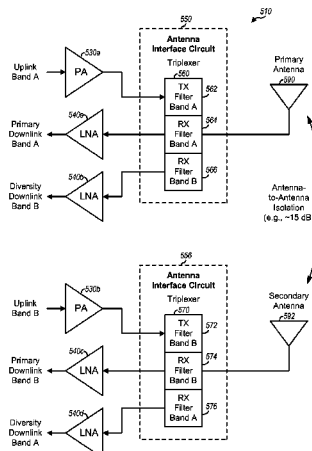 550
510
Antenna
Interface Circuit
530a
Uplink
Band A
PA
Triplexer
560
TX
Filter
Band A
562
Primary
Antenna
590
540a
Primary
Downlink
Band A
LNA
RX
Filter
Band A
564
540b
Diversity
Downlink
Band B
LNA
RX
Filter
Band B
566
Antenna-
to-Antenna
Isolation
(e.g., ~15 dB
556
Antenna
Interface Circuit
530b
Uplink
Band B
PA
Triplexer
570
TX
Filter
Band B
572
Secondary
Antenna
592
540c
Primary
Downlink
Band B
LNA
RX
Filter
Band B
574
540d
Diversity
Downlink
Band A
LNA
RX
Filter
Band A
576